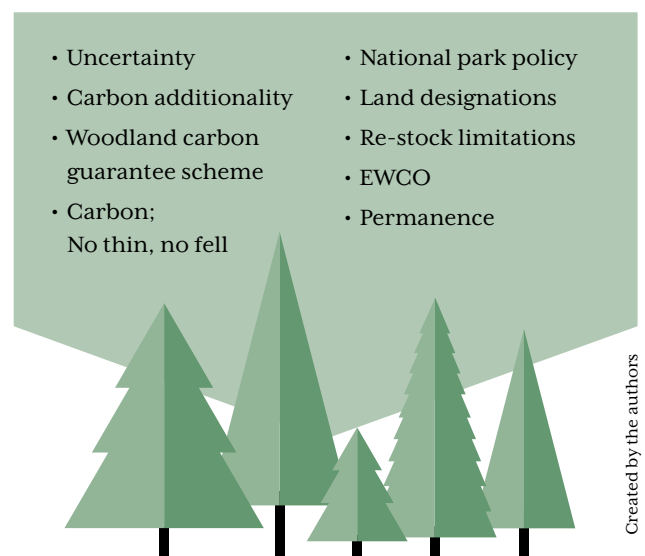 • Uncertainty
• Carbon additionality
• Woodland carbon
guarantee scheme
• Carbon;
No thin, no fell
• National park policy
• Land designations
• Re-stock limitations
• EWCO
• Permanence
Created by the authors